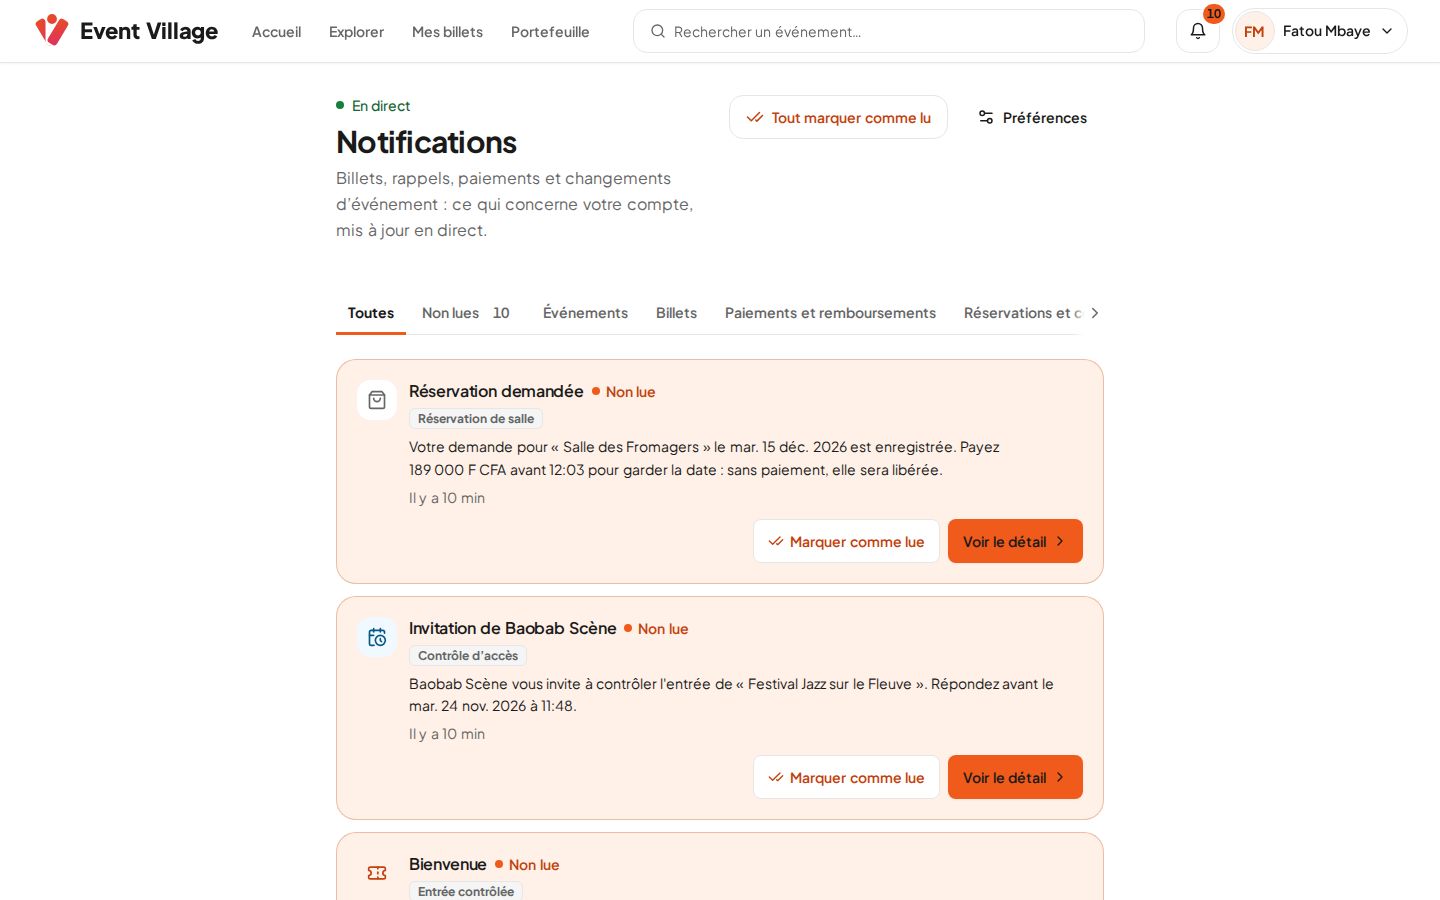 Event Village
Accueil
Explorer
Mes billets
Portefeuille
Rechercher un événement…
10
FM
Fatou Mbaye
En direct
Notifications
Billets, rappels, paiements et changements
d’événement : ce qui concerne votre compte,
mis à jour en direct.
Tout marquer comme lu
Préférences
Toutes
Non lues 10
Événements
Billets
Paiements et remboursements
Réservations et
Réservation demandée
Non lue
Réservation de salle
Votre demande pour « Salle des Fromagers » le mar. 15 déc. 2026 est enregistrée. Payez
189 000 F CFA avant 12:03 pour garder la date : sans paiement, elle sera libérée.
Il y a 10 min
Marquer comme lue
Voir le détail
Invitation de Baobab Scène
Non lue
Contrôle d’accès
Baobab Scène vous invite à contrôler l'entrée de « Festival Jazz sur le Fleuve ». Répondez avant le
mar. 24 nov. 2026 à 11:48.
Il y a 10 min
Marquer comme lue
Voir le détail
Bienvenue
Non lue
Entrée contrôlée